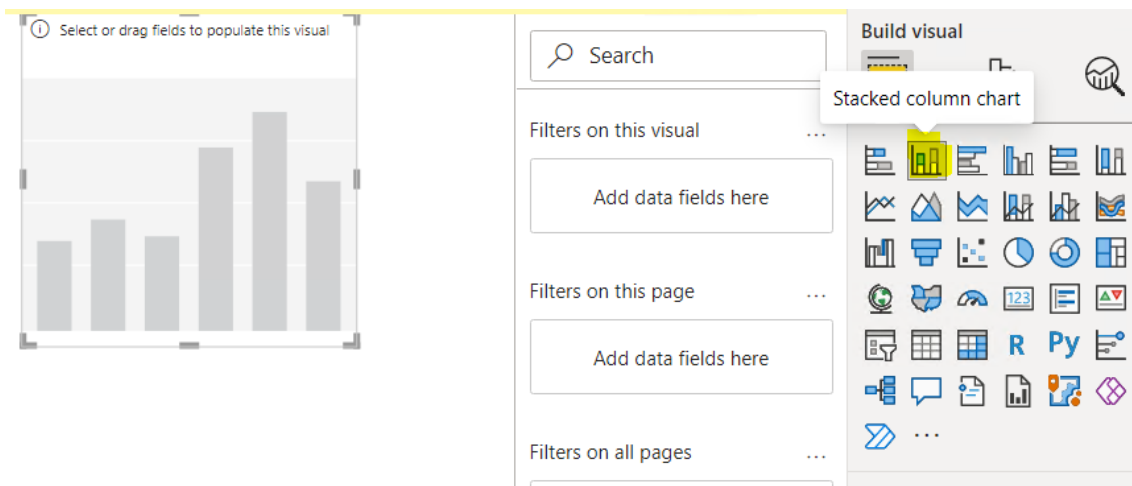 Select or drag fields to populate this visual
Search
Filters on this visual
...
Add data fields here
Filters on this page
...
Add data fields here
Filters on all pages
...
Build visual
Stacked column chart
123
R
Py
...